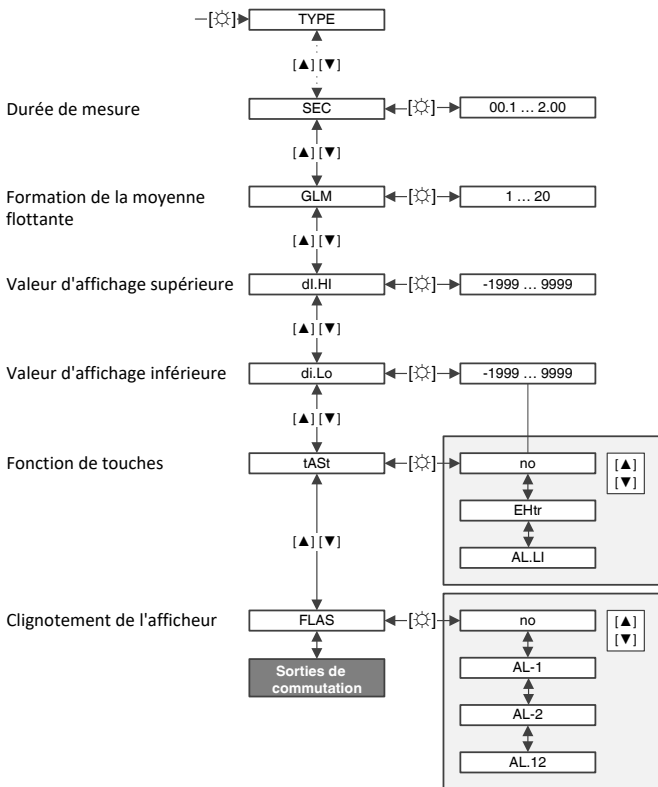 [☼]
TYPE
[▲] [▼]
Durée de mesure
SEC
[☼]
00.1 ... 2.00
[▲] [▼]
Formation de la moyenne
flottante
GLM
[☼]
1 ... 20
[▲] [▼]
Valeur d'affichage supérieure
dI.HI
[☼]
-1999 ... 9999
[▲] [▼]
Valeur d'affichage inférieure
di.Lo
[☼]
-1999 ... 9999
[▲] [▼]
Fonction de touches
tASt
[☼]
no
[▲]
[▼]
EHtr
AL.LI
[▲] [▼]
Clignotement de l'afficheur
FLAS
[☼]
no
[▲]
[▼]
AL-1
AL-2
AL.12
Sorties de
commutation